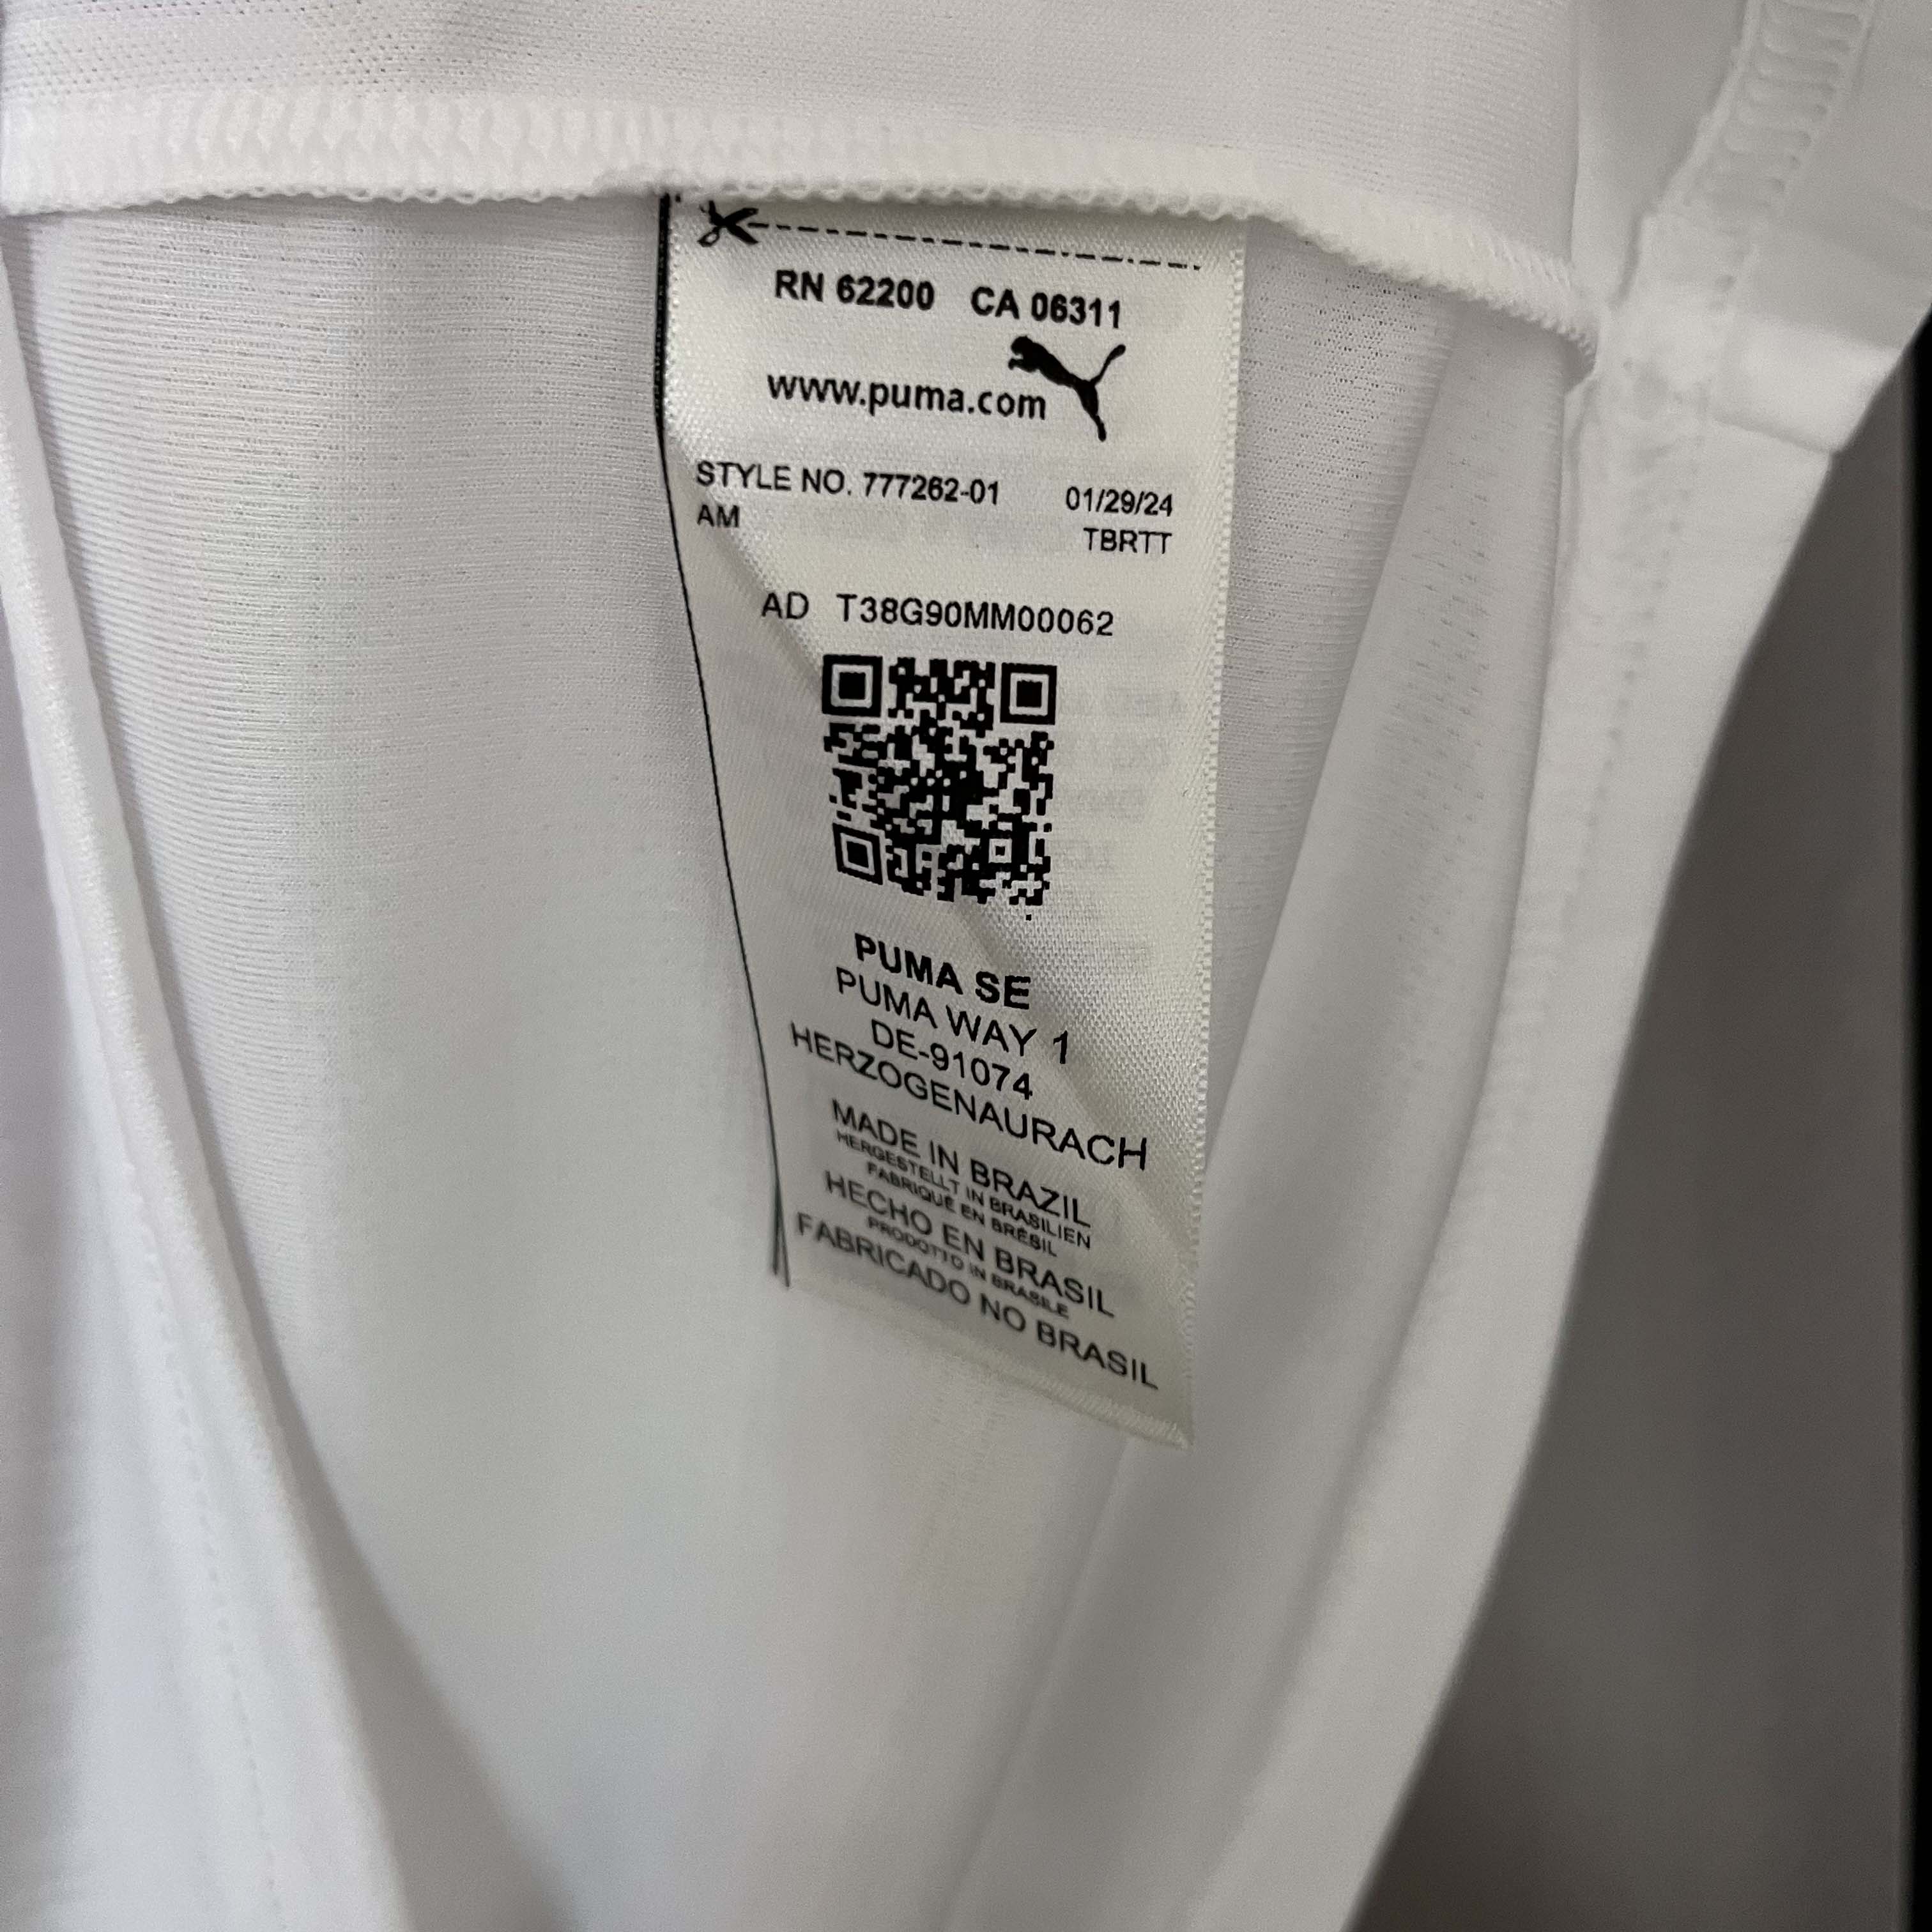 RN 62200 CA 06311
www.puma.com
STYLE NO. 777262-01 01/29/24
AM TBRTT
AD T38G90MM00062
PUMA SE
PUMA WAY 1
DE-91074
HERZOGENAURACH
MADE IN BRAZIL
HERGESTELLT IN BRASILIEN
FABRIQUÉ EN BRÉSIL
HECHO EN BRASIL
PRODOTTO IN BRASILE
FABRICADO NO BRASIL